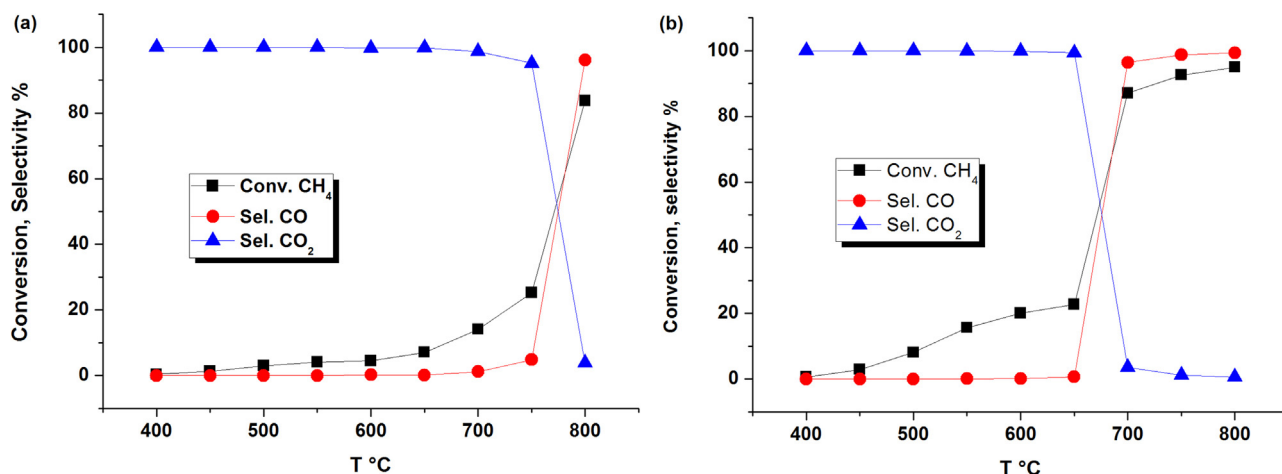 (a)
Conversion, Selectivity %
100
80
60
40
20
0
Conv. CH4
Sel. CO
Sel. CO2
400 500 600 700 800
T °C
(b)
Conversion, selectivity %
100
80
60
40
20
0
Conv. CH4
Sel. CO
Sel. CO2
400 500 600 700 800
T °C